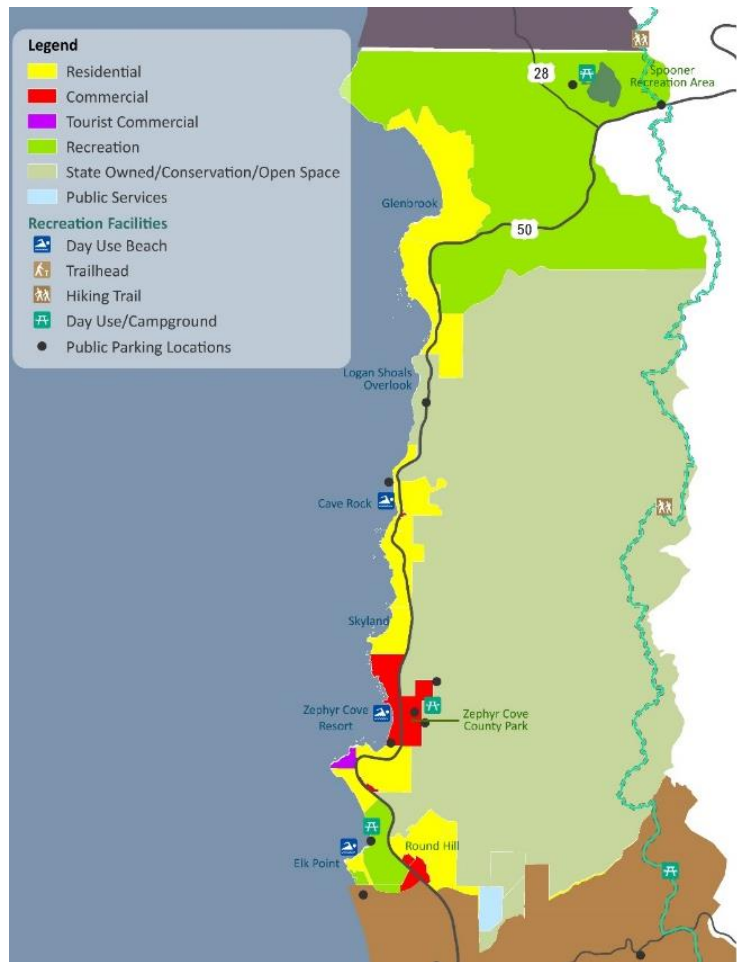 Legend
Residential
Commercial
Tourist Commercial
Recreation
State Owned/Conservation/Open Space
Public Services
Recreation Facilities
Day Use Beach
Trailhead
Hiking Trail
Day Use/Campground
Public Parking Locations
28
Spooner
Recreation Area
Glenbrook
50
Logan Shoals
Overlook
Cave Rock
Skyland
Zephyr Cove
Resort
Zephyr Cove
County Park
Round Hill
Elk Point